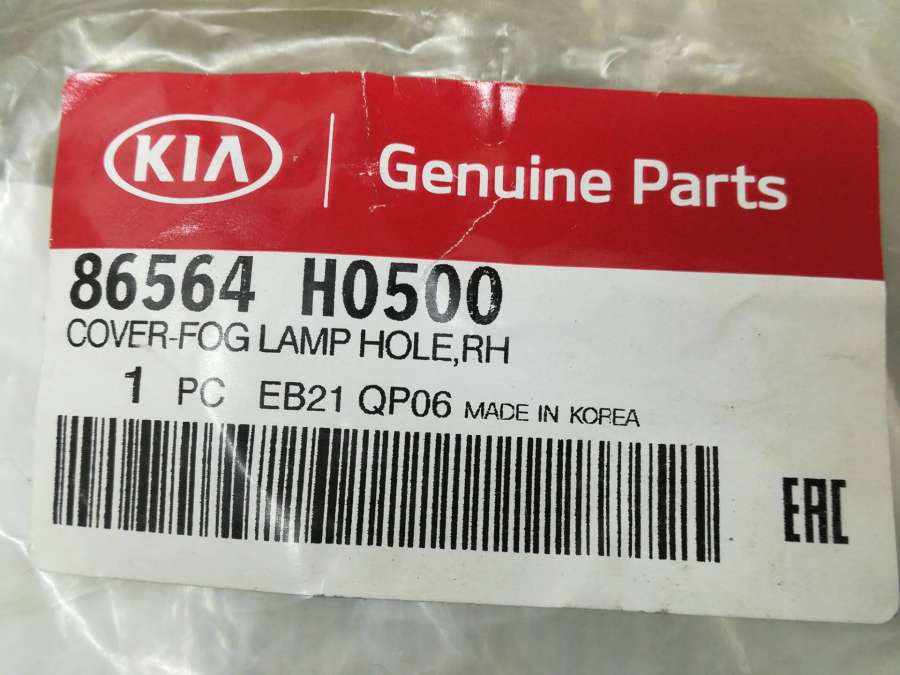 KIA Genuine Parts
86564 H0500
COVER-FOG LAMP HOLE,RH
1 PC EB21 QP06 MADE IN KOREA
EAC